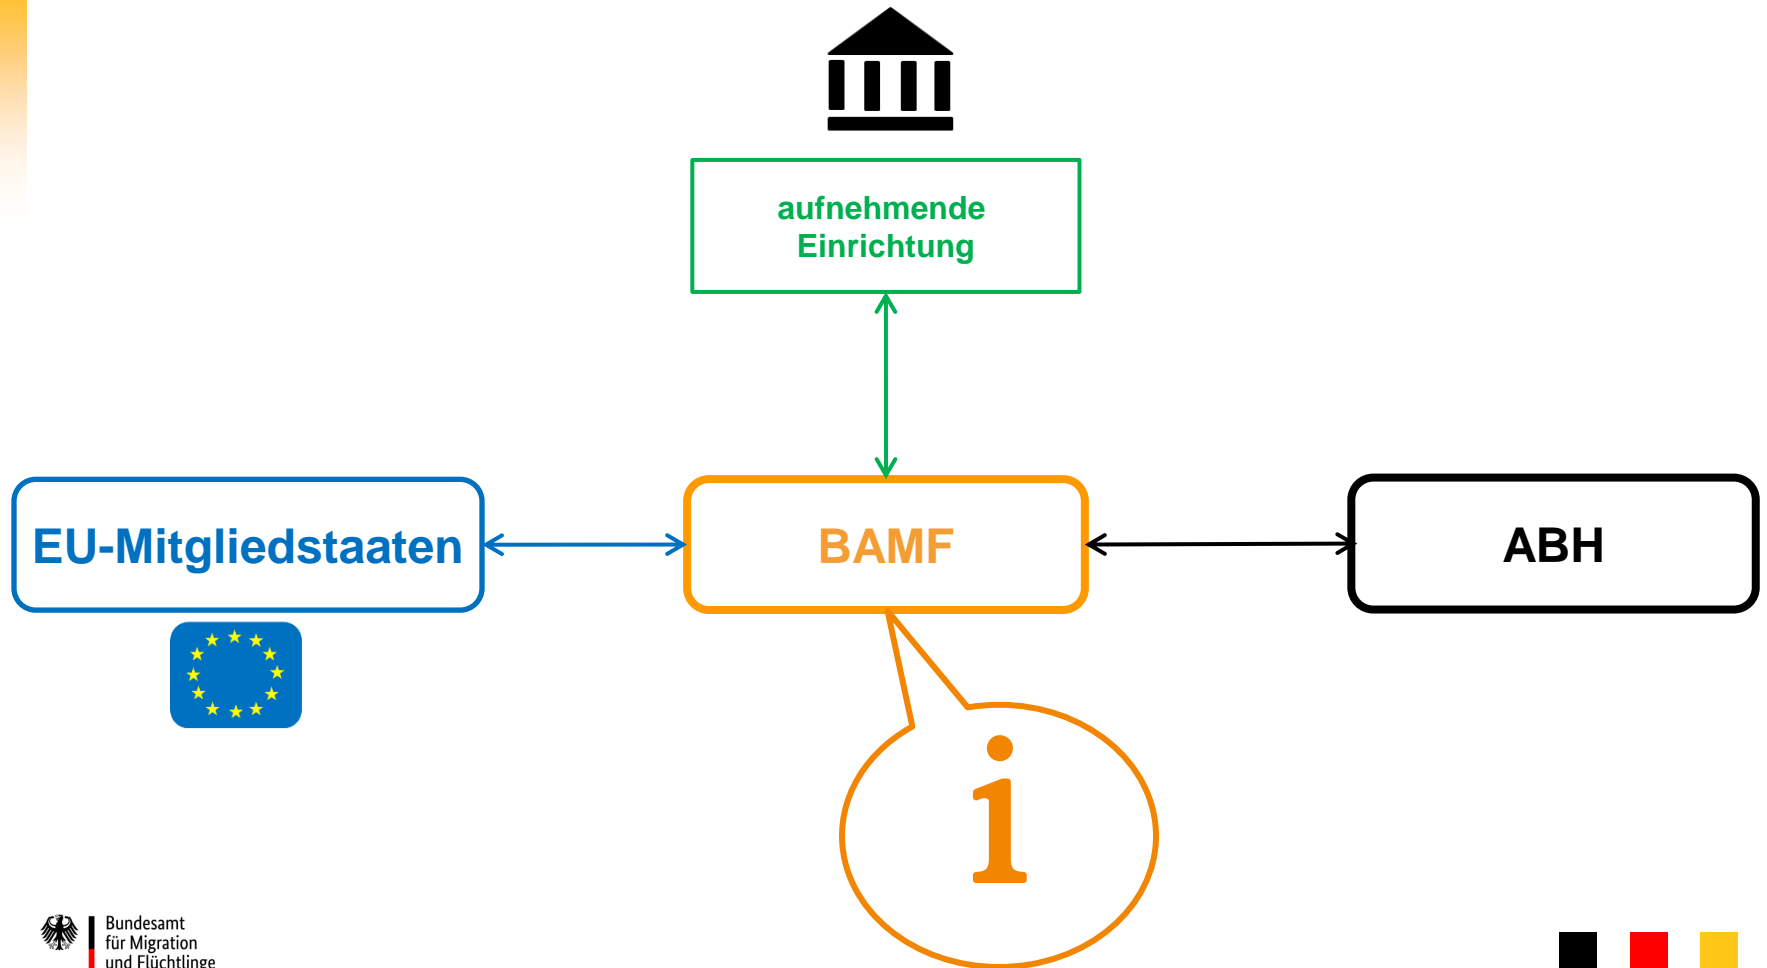 aufnehmende
Einrichtung
EU-Mitgliedstaaten
BAMF
ABH
i
Bundesamt
für Migration
und Flüchtlinge